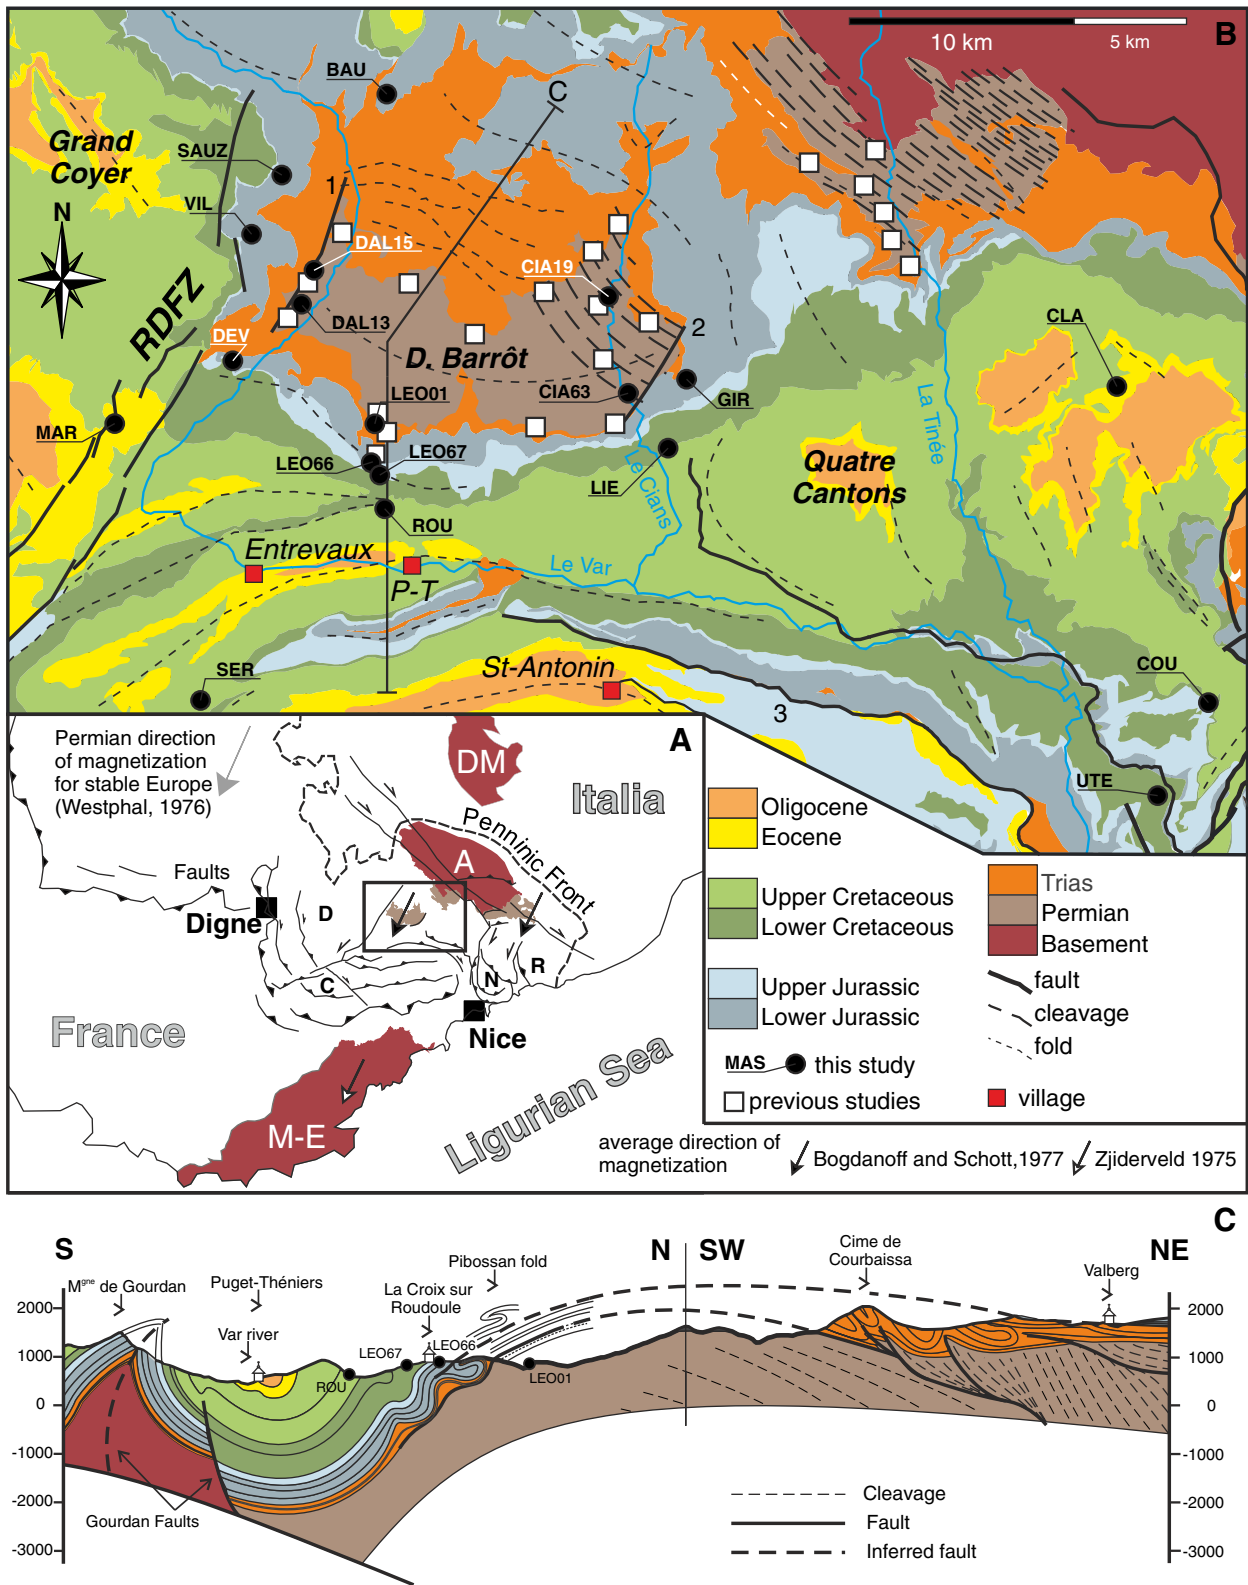 B
10 km
5 km
BAU
C
Grand
Coyer
SAUZ
N
VIL
1
DAL15
CIA19
RDFZ
DAL13
2
CLA
DEV
D. Barrôt
LEO01
CIA63
GIR
MAR
La Tinée
LEO66
LEO67
LIE
Le Cians
Quatre
Cantons
ROU
Entrevaux
Le Var
P-T
SER
St-Antonin
COU
3
UTE
A
Permian direction
of magnetization
for stable Europe
(Westphal, 1976)
DM
Italia
Penninic Front
A
Faults
Digne
D
R
C
N
France
Nice
Ligurian Sea
M-E
Oligocene
Eocene
Upper Cretaceous
Lower Cretaceous
Upper Jurassic
Lower Jurassic
Trias
Permian
Basement
fault
cleavage
fold
MAS
this study
previous studies
village
average direction of
magnetization
Bogdanoff and Schott,1977
Zjiderveld 1975
C
S
N
SW
NE
Mgne de Gourdan
Puget-Théniers
Var river
La Croix sur
Roudoule
Pibossan fold
Cime de
Courbaissa
Valberg
2000
1000
0
-1000
-2000
-3000
LEO67
LEO66
ROU
LEO01
2000
1000
0
-1000
-2000
-3000
Gourdan Faults
Cleavage
Fault
Inferred fault